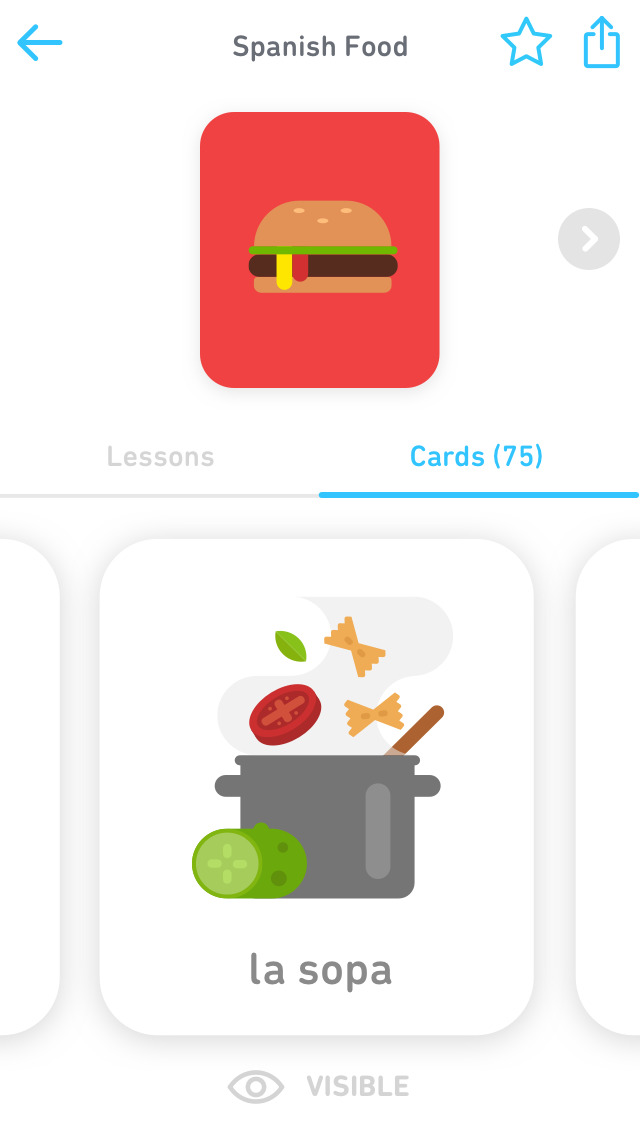 Spanish Food
Lessons
Cards (75)
la sopa
VISIBLE